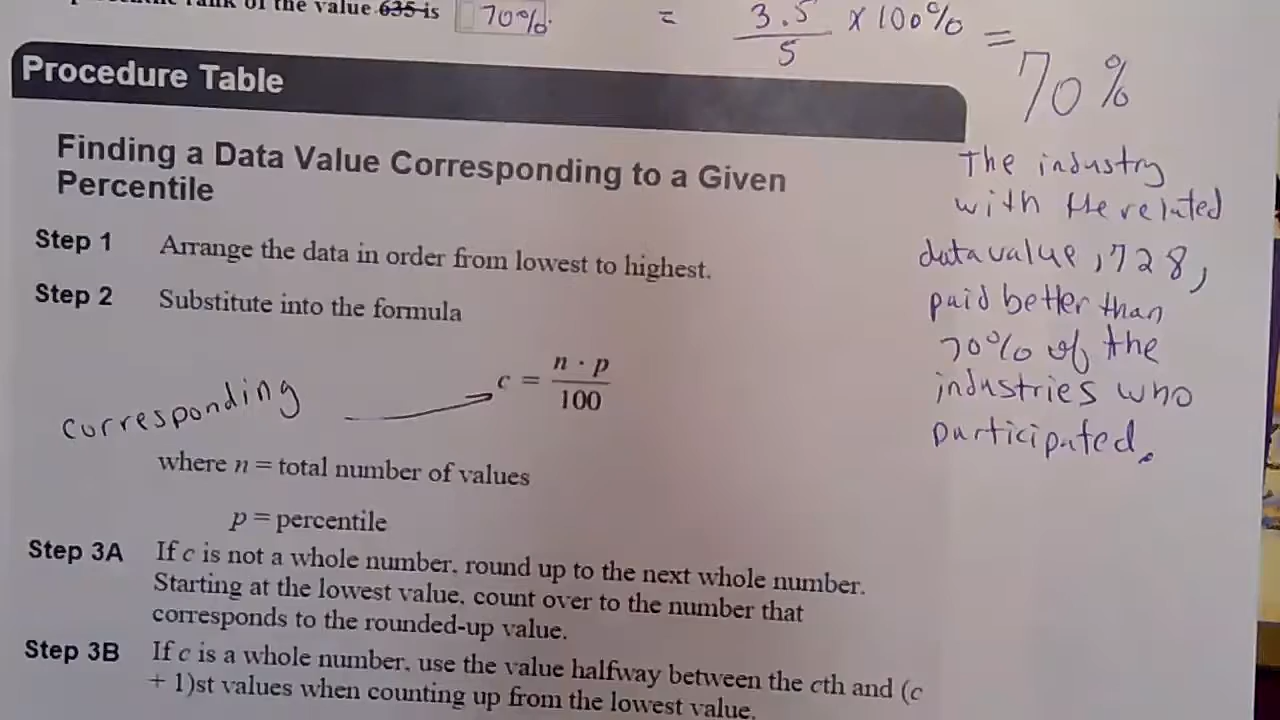 rank of the value 635 is 70%.
= 3.5 / 5 × 100% =
70%
Procedure Table
Finding a Data Value Corresponding to a Given
Percentile
Step 1 Arrange the data in order from lowest to highest.
Step 2 Substitute into the formula
c = n · p / 100
corresponding
where n = total number of values
p = percentile
Step 3A If c is not a whole number, round up to the next whole number.
Starting at the lowest value, count over to the number that
corresponds to the rounded-up value.
Step 3B If c is a whole number, use the value halfway between the cth and (c
+ 1)st values when counting up from the lowest value.
The industry
with the related
data value, 728,
paid better than
70% of the
industries who
participated.